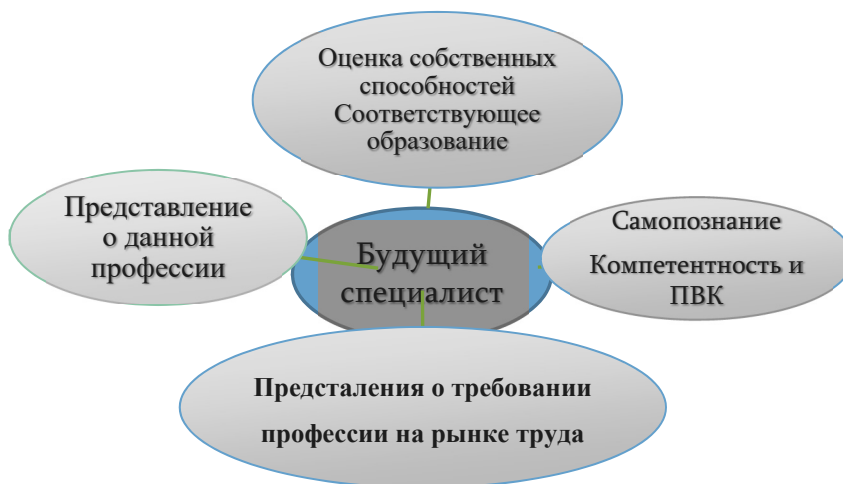 Оценка собственных
способностей
Соответствующее
образование
Представление
о данной
профессии
Будущий
специалист
Самопознание
Компетентность и
ПВК
Предсталения о требовании
профессии на рынке труда